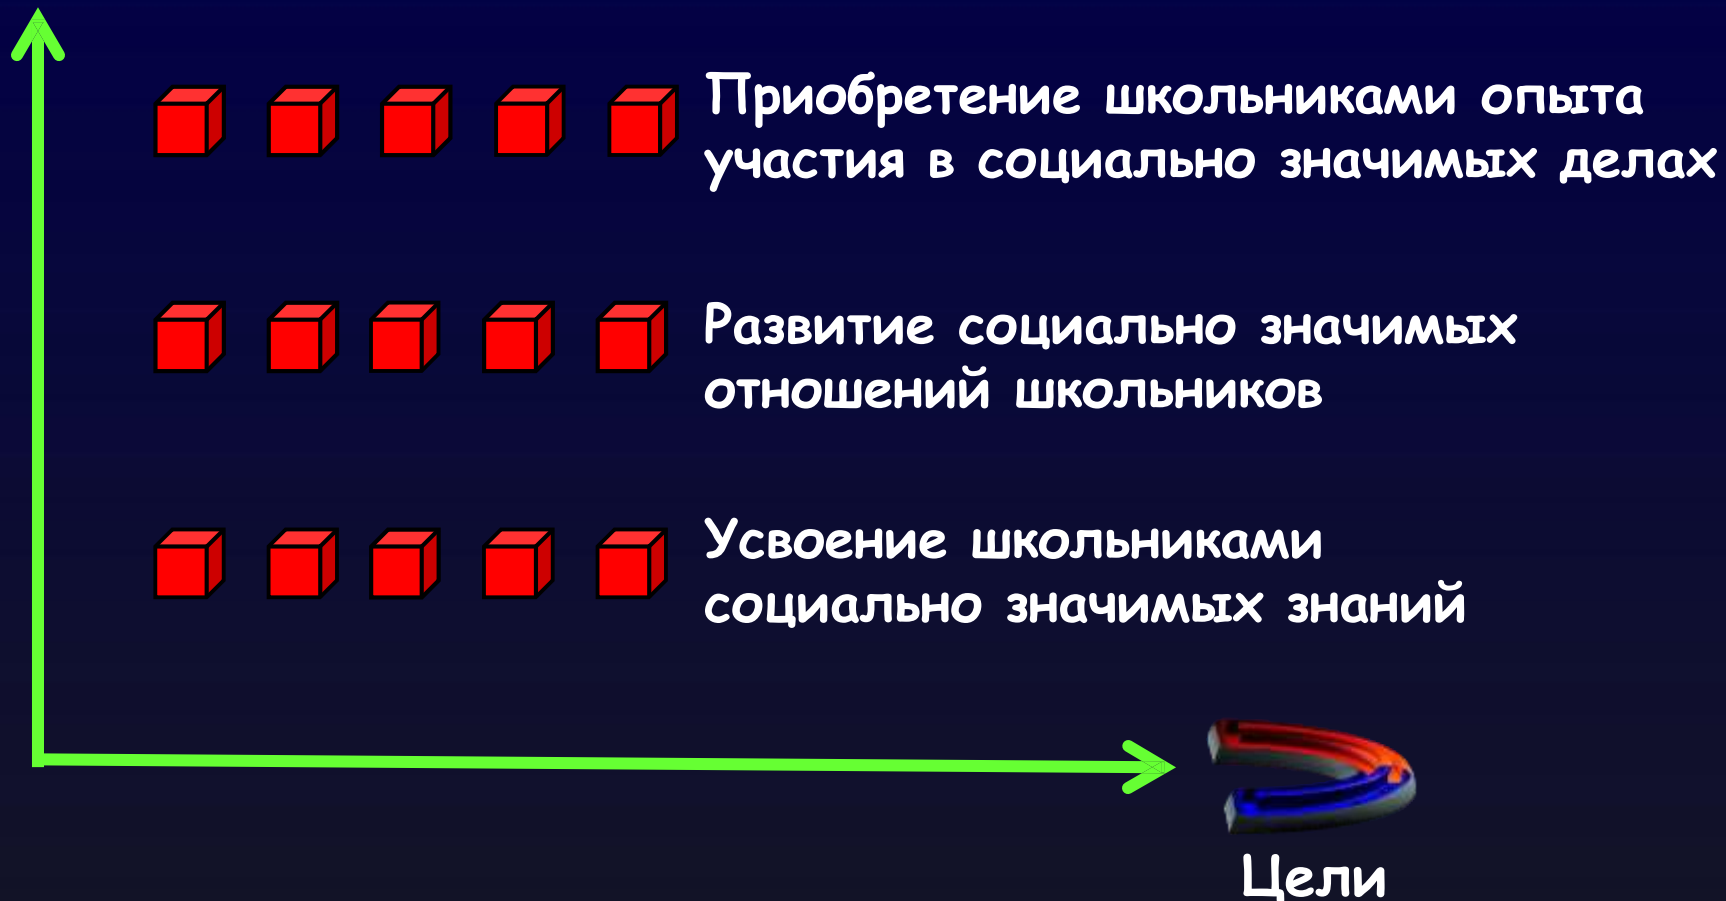 Приобретение школьниками опыта
участия в социально значимых делах
Развитие социально значимых
отношений школьников
Усвоение школьниками
социально значимых знаний
Цели